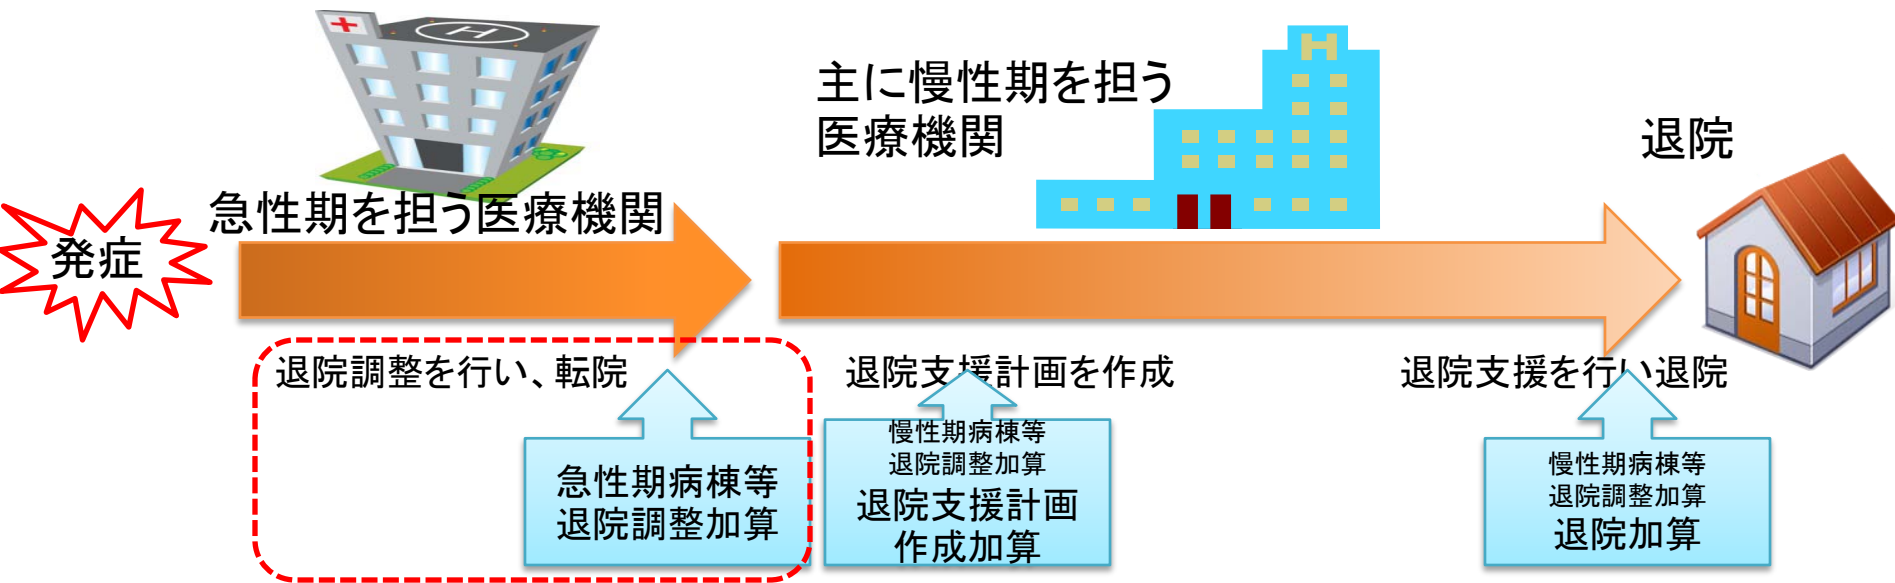 主に慢性期を担う
医療機関
退院
急性期を担う医療機関
発症
退院調整を行い、転院
退院支援計画を作成
退院支援を行い退院
急性期病棟等
退院調整加算
慢性期病棟等
退院調整加算
退院支援計画
作成加算
慢性期病棟等
退院調整加算
退院加算
H
H